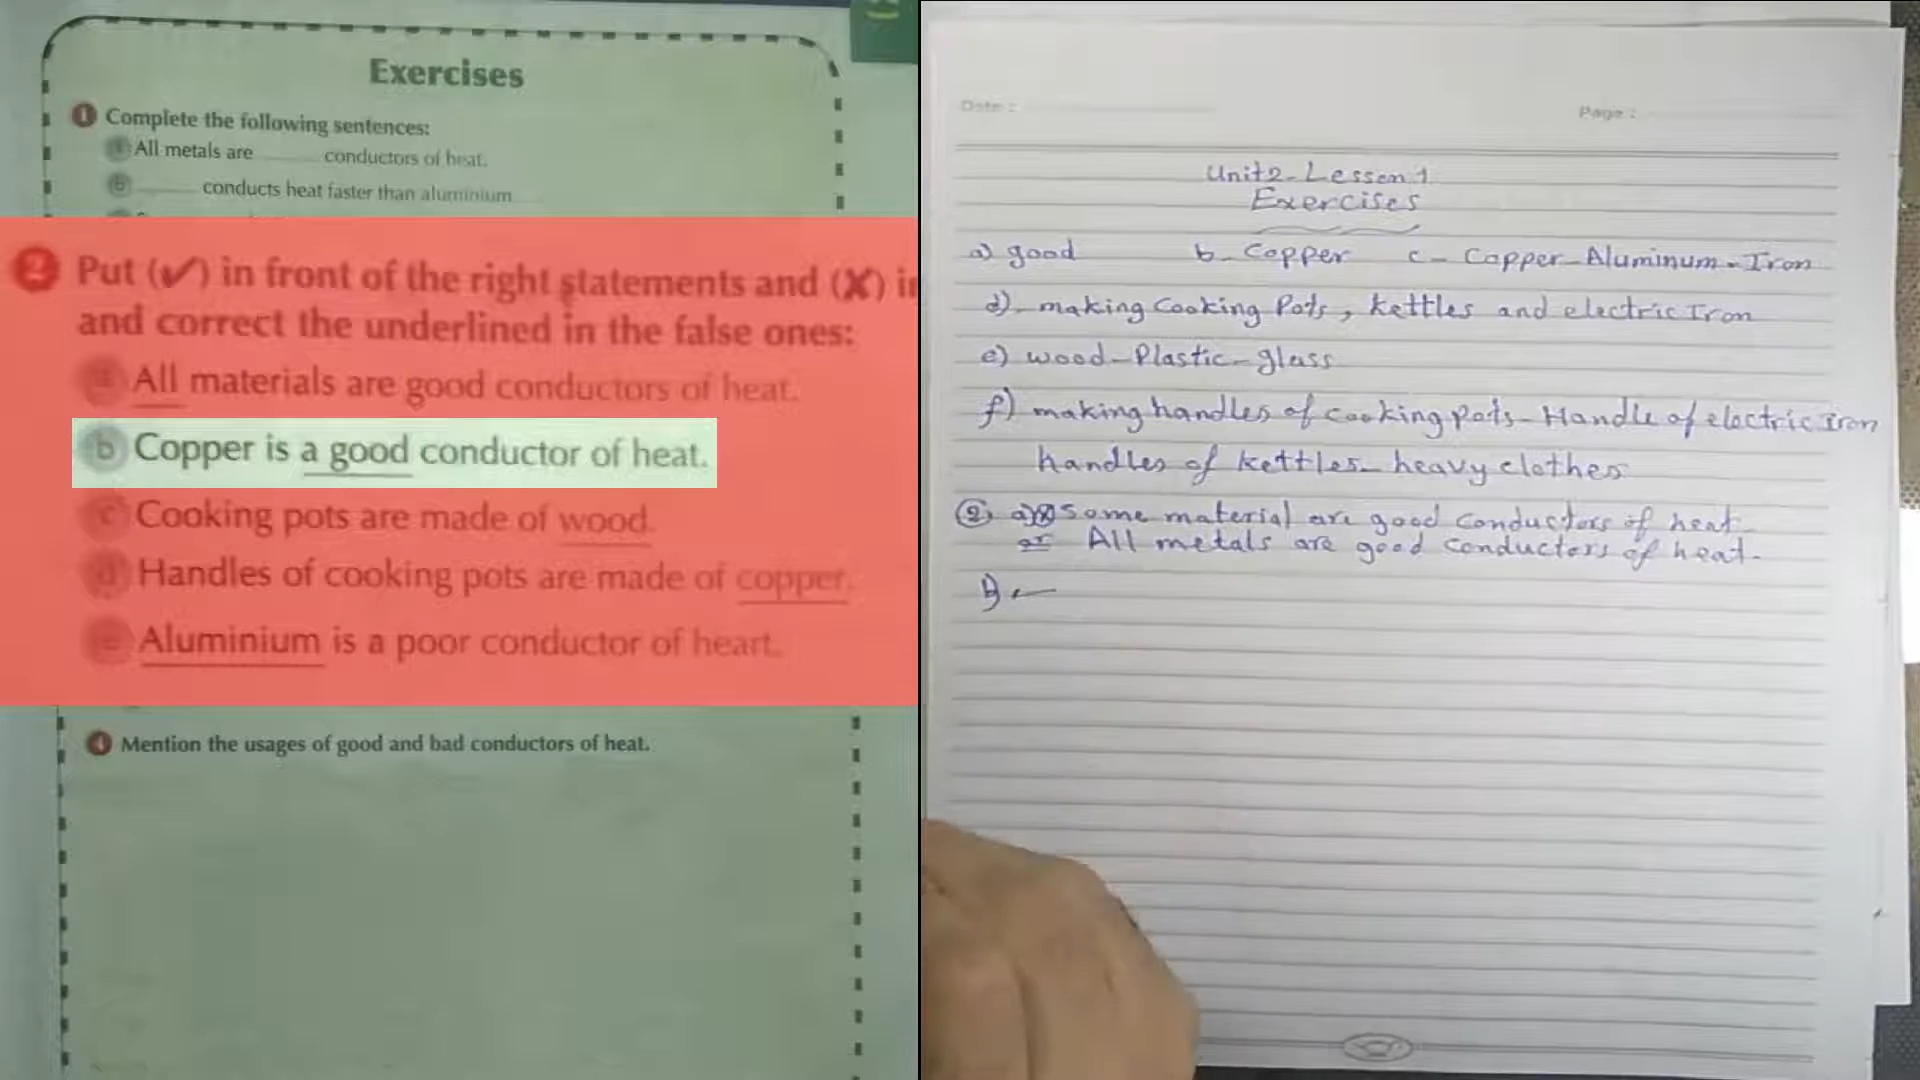 Exercises
1 Complete the following sentences:
All metals are conductors of heat.
b conducts heat faster than aluminium
2 Put (✔) in front of the right statements and (✘) in
and correct the underlined in the false ones:
a All materials are good conductors of heat.
b Copper is a good conductor of heat.
c Cooking pots are made of wood.
d Handles of cooking pots are made of copper.
e Aluminium is a poor conductor of heart.
4 Mention the usages of good and bad conductors of heat.
Date :
Page :
Unit2-Lesson 1
Exercises
a) good b- Copper c- Copper-Aluminum-Iron
d)- making Cooking Pots, kettles and electric Iron
e) wood-Plastic-glass
f) making handles of cooking pots-Handle of electric iron
handles of kettles- heavy clothes
2) a)(x) some material are good conductors of heat
or All metals are good conductors of heat.
b) ✓